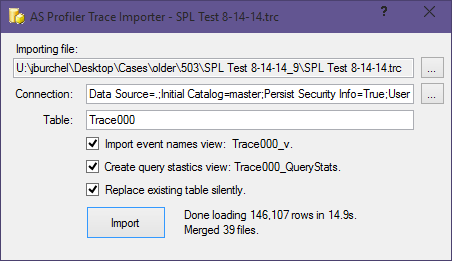 AS Profiler Trace Importer - SPL Test 8-14-14.trc
?
Importing file:
U:\jburchel\Desktop\Cases\older\503\SPL Test 8-14-14_9\SPL Test 8-14-14.trc
...
Connection:
Data Source=.;Initial Catalog=master;Persist Security Info=True;User
...
Table:
Trace000
Import event names view: Trace000_v.
Create query stastics view: Trace000_QueryStats.
Replace existing table silently.
Import
Done loading 146,107 rows in 14.9s.
Merged 39 files.